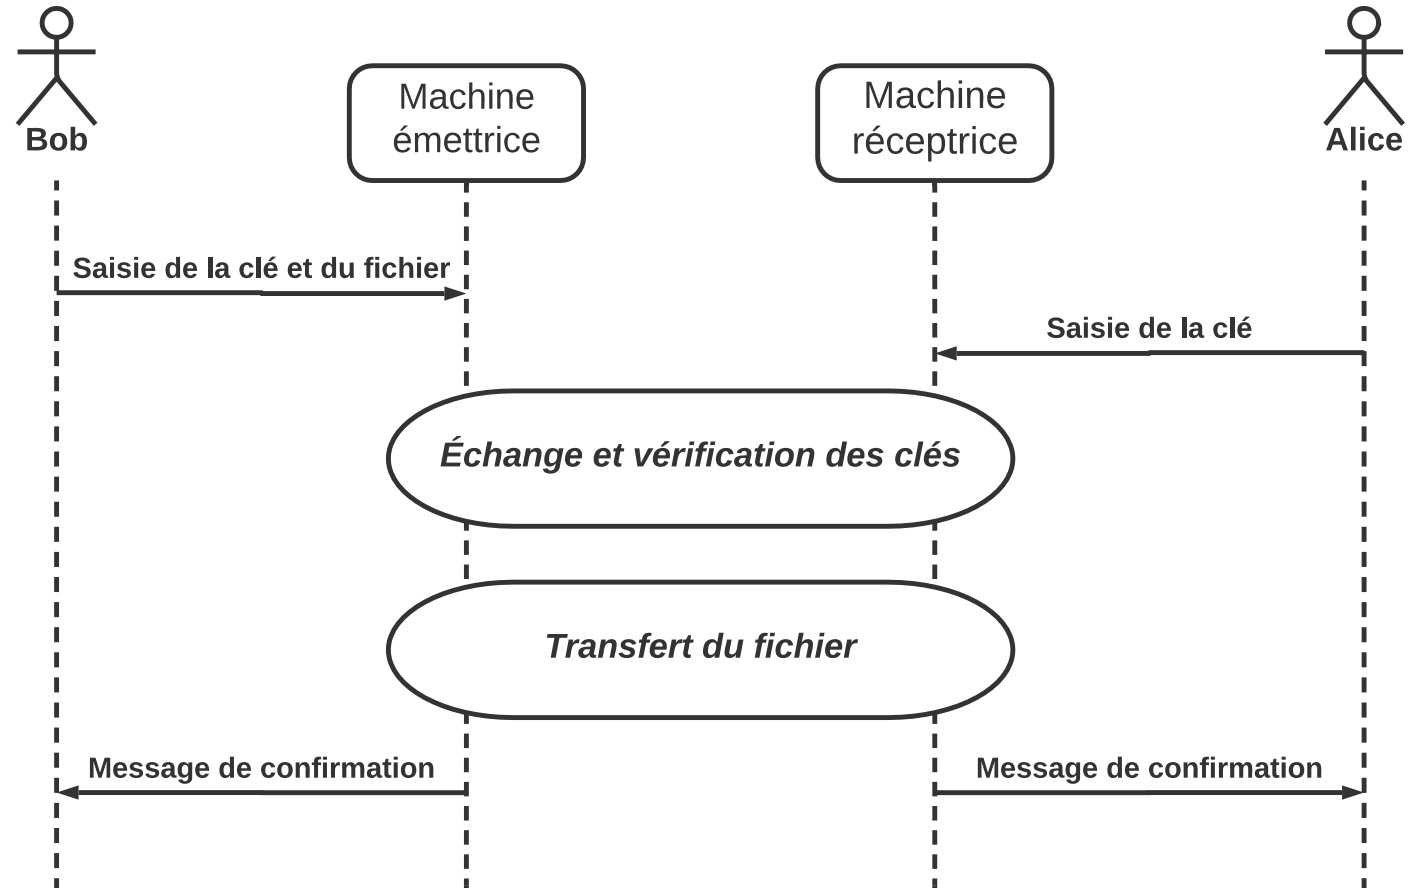 Bob
Machine
émettrice
Machine
réceptrice
Alice
Saisie de la clé et du fichier
Saisie de la clé
Échange et vérification des clés
Transfert du fichier
Message de confirmation
Message de confirmation